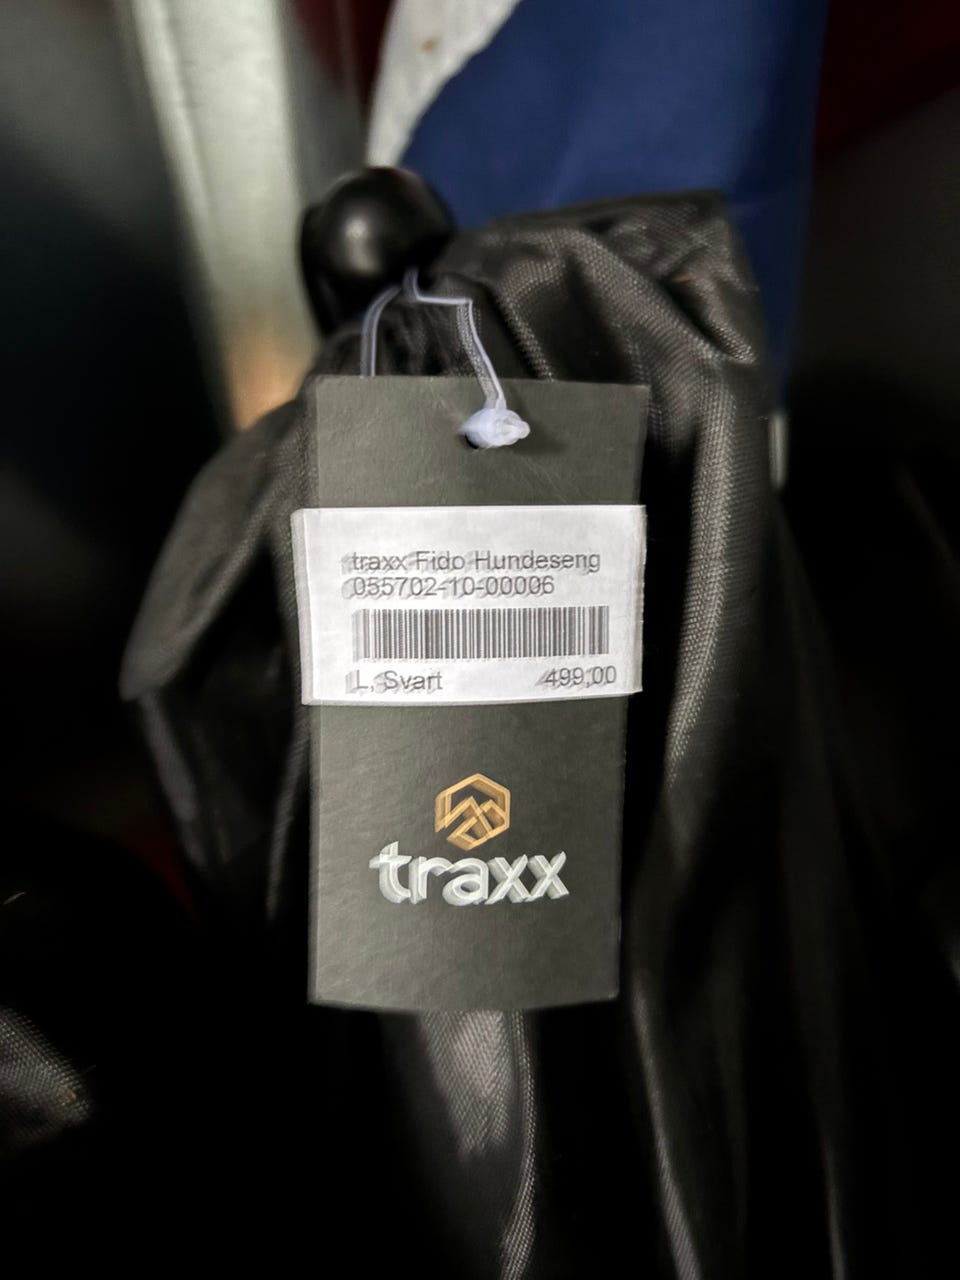 traxx Fido Hundeseng
055702-10-00006
L, Svart 499,00
traxx